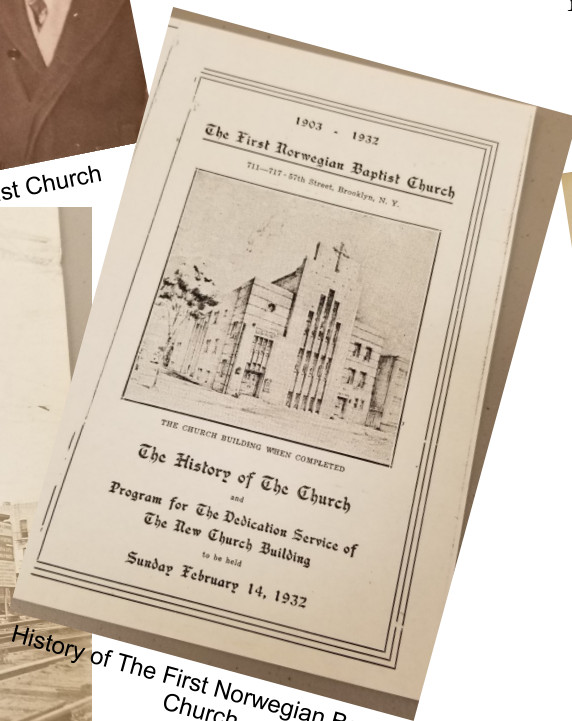 st Church
1903 - 1932
The First Norwegian Baptist Church
711—717 - 57th Street, Brooklyn, N. Y.
THE CHURCH BUILDING WHEN COMPLETED
The History of The Church
and
Program for The Dedication Service of
The New Church Building
to be held
Sunday February 14, 1932
History of The First Norwegian
Church